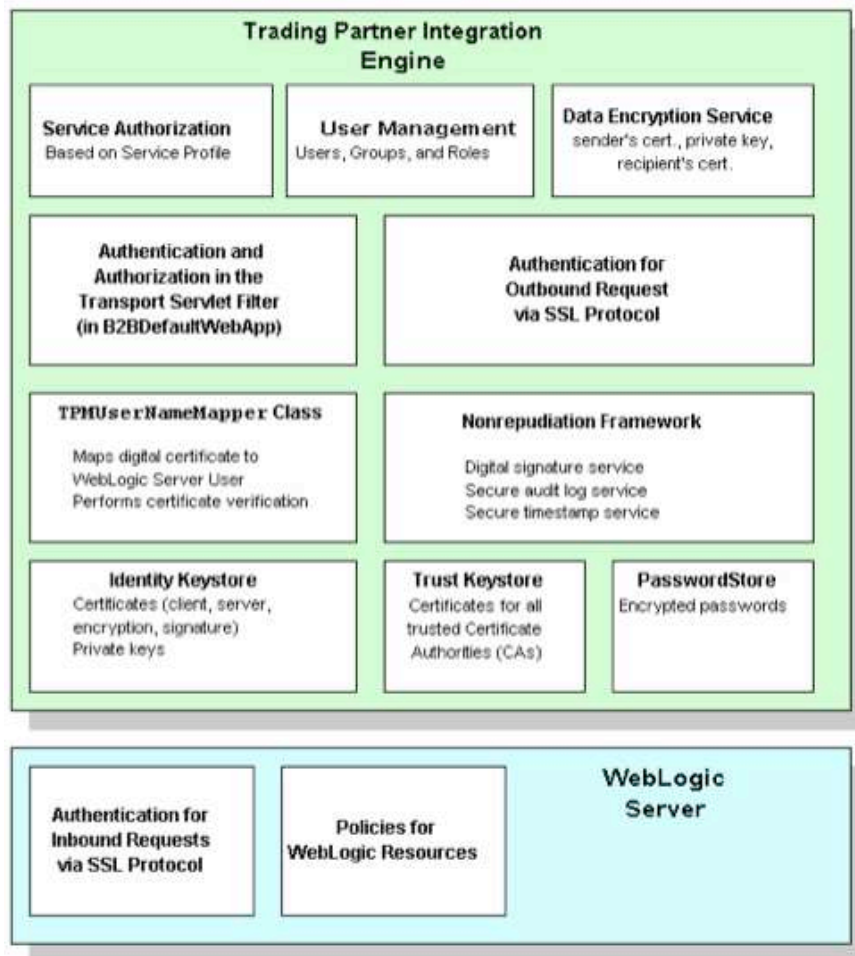 Trading Partner Integration
Engine
Service Authorization
Based on Service Profile
User Management
Users, Groups, and Roles
Data Encryption Service
sender's cert., private key,
recipient's cert.
Authentication and
Authorization in the
Transport Servlet Filter
(in B2BDefaultWebApp)
Authentication for
Outbound Request
via SSL Protocol
TPMUserNameMapper Class
Maps digital certificate to
WebLogic Server User
Performs certificate verification
Nonrepudiation Framework
Digital signature service
Secure audit log service
Secure timestamp service
Identity Keystore
Certificates (client, server,
encryption, signature)
Private keys
Trust Keystore
Certificates for all
trusted Certificate
Authorities (CAs)
PasswordStore
Encrypted passwords
WebLogic
Server
Authentication for
Inbound Requests
via SSL Protocol
Policies for
WebLogic Resources